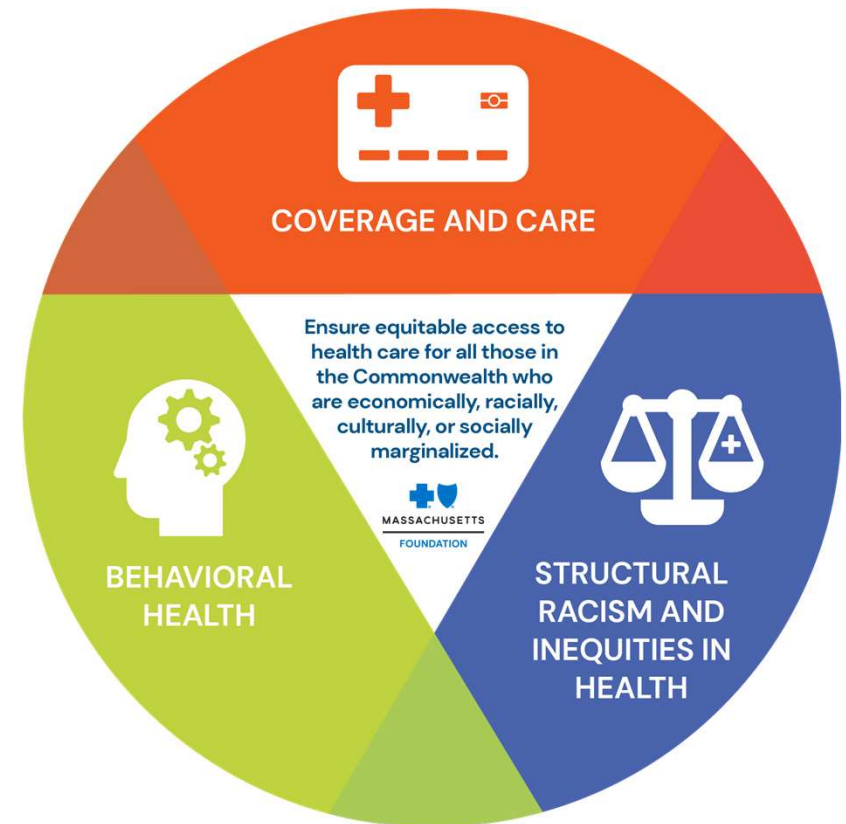 COVERAGE AND CARE
Ensure equitable access to
health care for all those in
the Commonwealth who
are economically, racially,
culturally, or socially
marginalized.
MASSACHUSETTS
FOUNDATION
BEHAVIORAL
HEALTH
STRUCTURAL
RACISM AND
INEQUITIES IN
HEALTH